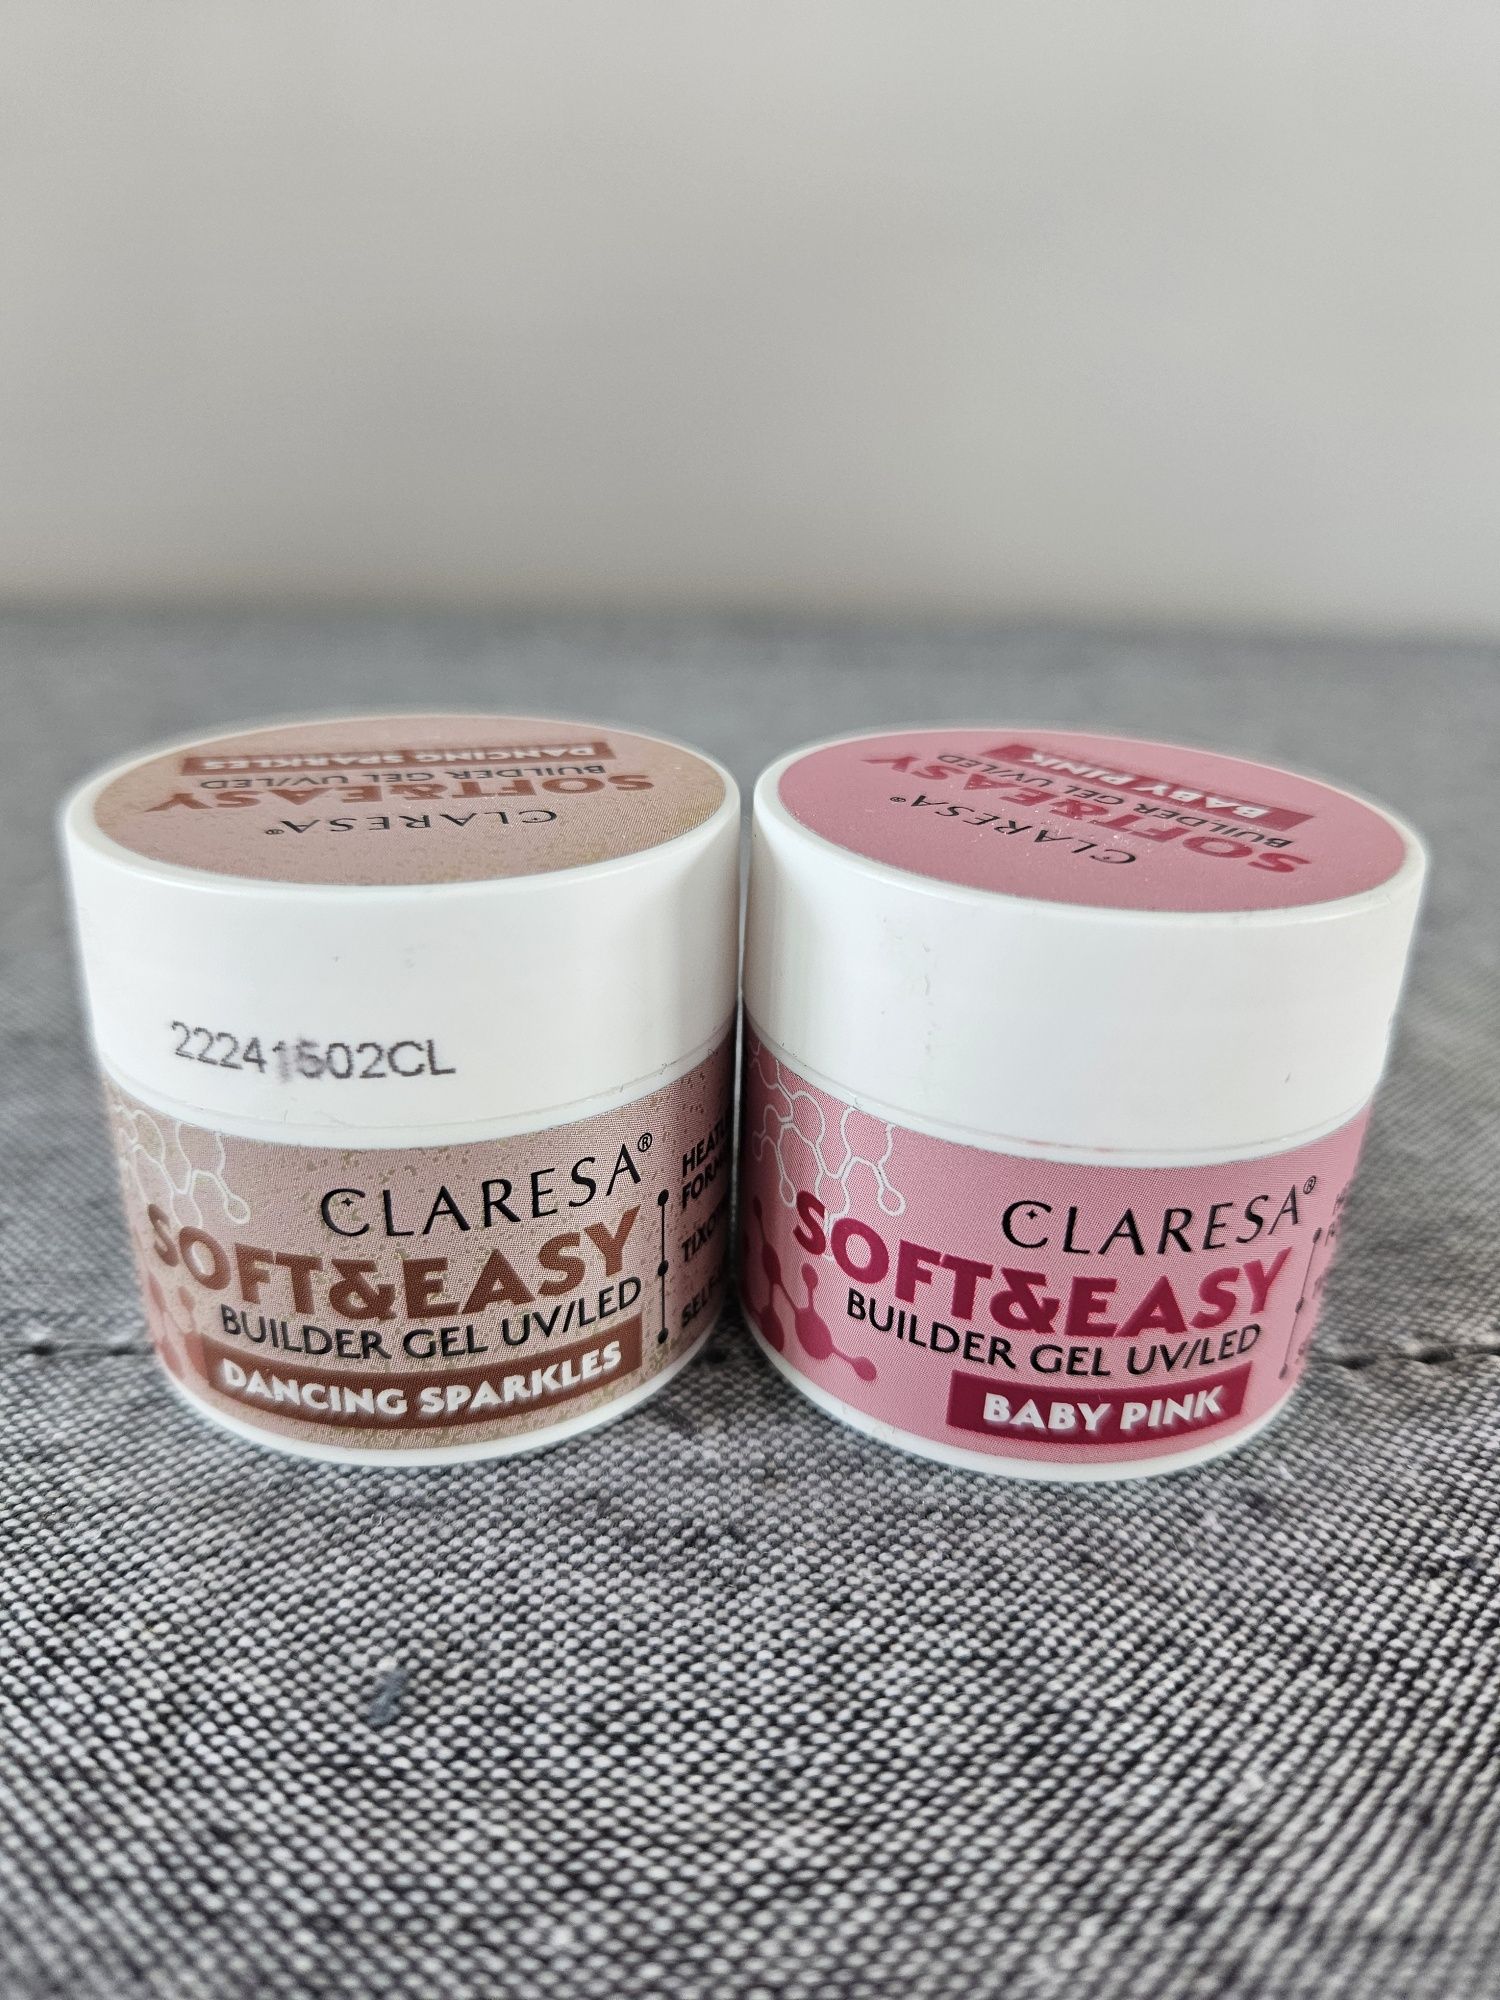 DANCING SPARKLES
BUILDER GEL UV/LED
SOFT&EASY
CLARESA®
BABY PINK
BUILDER GEL UV/LED
SOFT&EASY
CLARESA®
22241502CL
CLARESA®
SOFT&EASY
BUILDER GEL UV/LED
DANCING SPARKLES
CLARESA®
SOFT&EASY
BUILDER GEL UV/LED
BABY PINK